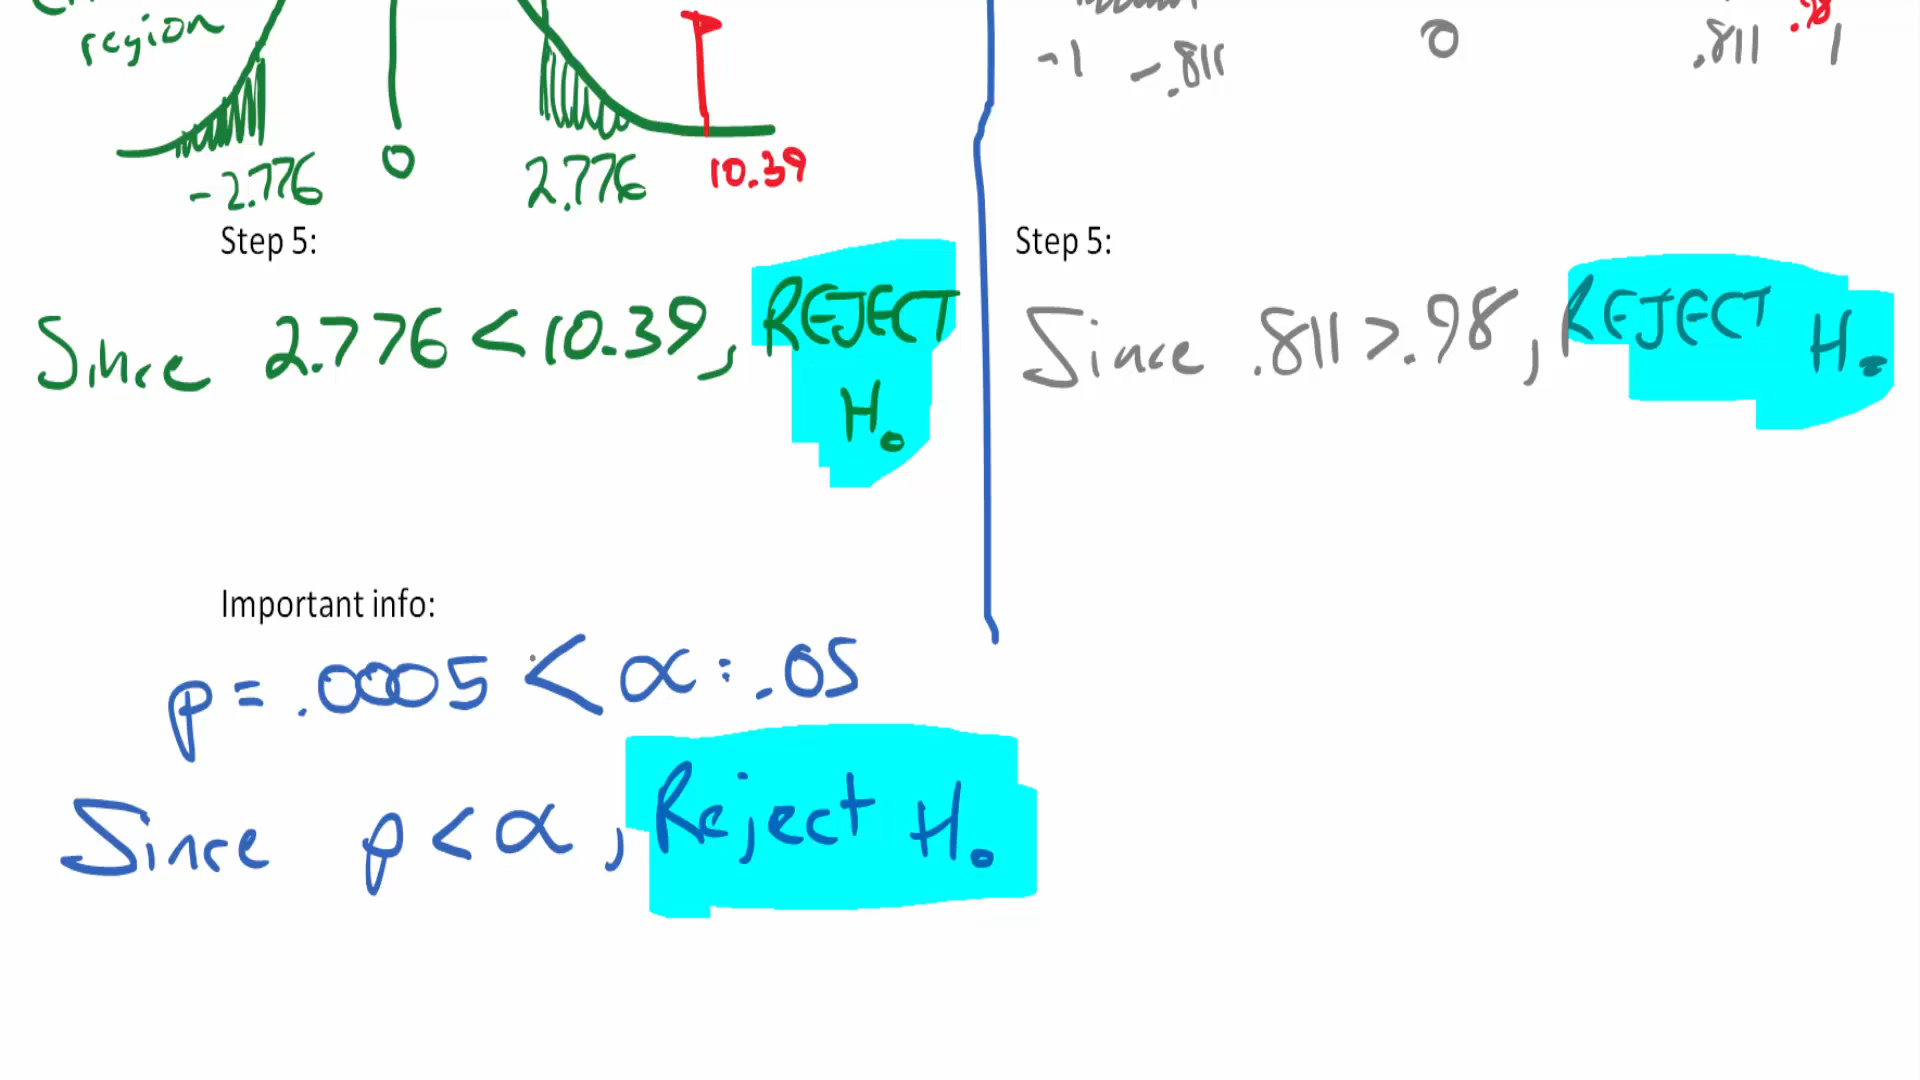 region
-2.776 0 2.776 10.39
-1 -.811 0 .811 .98 1
Step 5:
Since 2.776 < 10.39, REJECT
H₀
Step 5:
Since .811 > .98, REJECT H₀
Important info:
p = .0005 < α = .05
Since p < α, Reject H₀